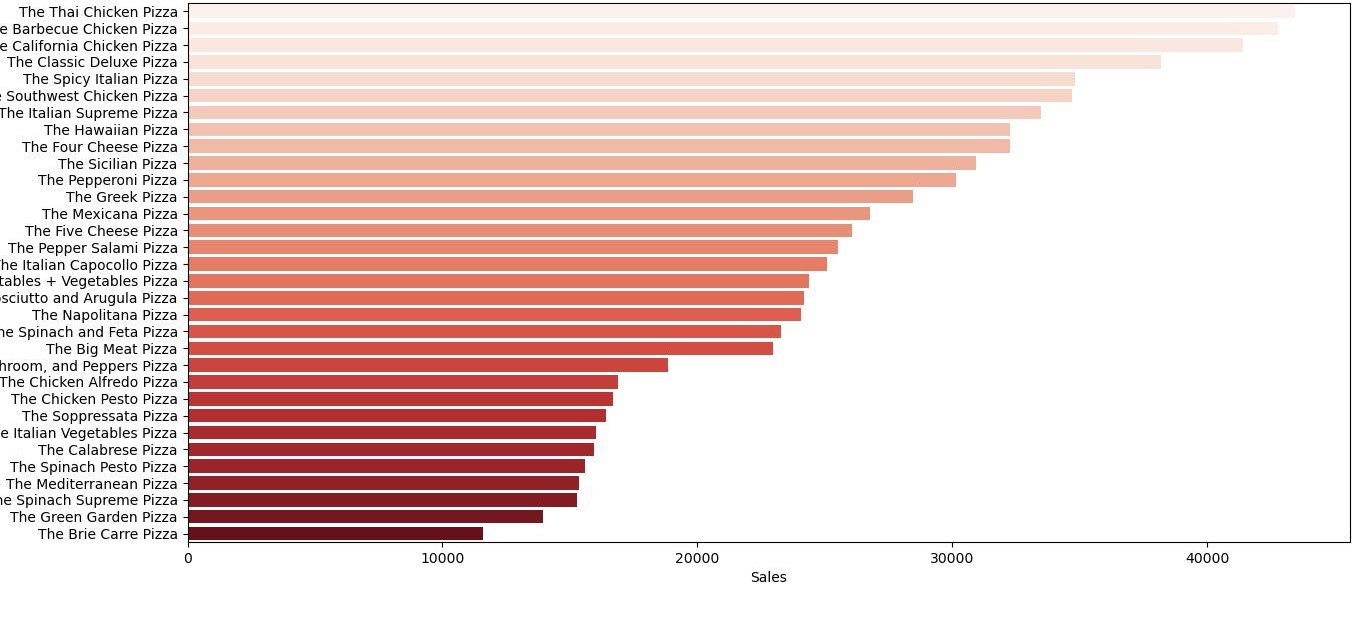 The Thai Chicken Pizza
e Barbecue Chicken Pizza
e California Chicken Pizza
The Classic Deluxe Pizza
The Spicy Italian Pizza
e Southwest Chicken Pizza
The Italian Supreme Pizza
The Hawaiian Pizza
The Four Cheese Pizza
The Sicilian Pizza
The Pepperoni Pizza
The Greek Pizza
The Mexicana Pizza
The Five Cheese Pizza
The Pepper Salami Pizza
he Italian Capocollo Pizza
tables + Vegetables Pizza
sciutto and Arugula Pizza
The Napolitana Pizza
ne Spinach and Feta Pizza
The Big Meat Pizza
hroom, and Peppers Pizza
The Chicken Alfredo Pizza
The Chicken Pesto Pizza
The Soppressata Pizza
e Italian Vegetables Pizza
The Calabrese Pizza
The Spinach Pesto Pizza
The Mediterranean Pizza
he Spinach Supreme Pizza
The Green Garden Pizza
The Brie Carre Pizza
0 10000 20000 30000 40000
Sales